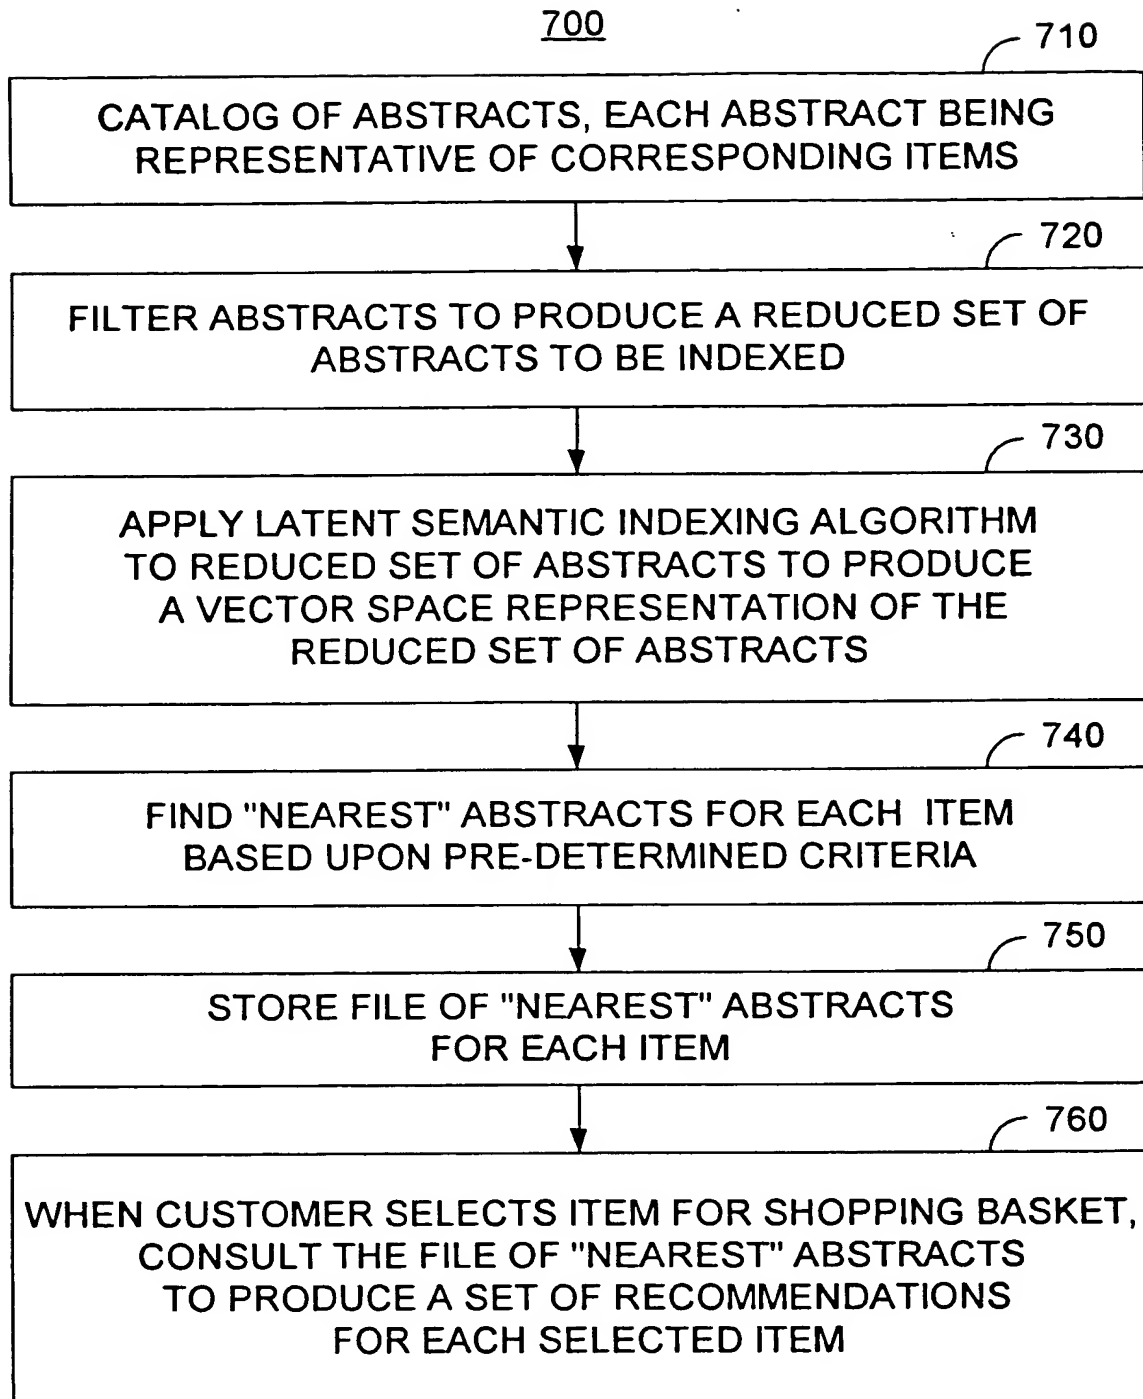 700
710
CATALOG OF ABSTRACTS, EACH ABSTRACT BEING
REPRESENTATIVE OF CORRESPONDING ITEMS
720
FILTER ABSTRACTS TO PRODUCE A REDUCED SET OF
ABSTRACTS TO BE INDEXED
730
APPLY LATENT SEMANTIC INDEXING ALGORITHM
TO REDUCED SET OF ABSTRACTS TO PRODUCE
A VECTOR SPACE REPRESENTATION OF THE
REDUCED SET OF ABSTRACTS
740
FIND "NEAREST" ABSTRACTS FOR EACH ITEM
BASED UPON PRE-DETERMINED CRITERIA
750
STORE FILE OF "NEAREST" ABSTRACTS
FOR EACH ITEM
760
WHEN CUSTOMER SELECTS ITEM FOR SHOPPING BASKET,
CONSULT THE FILE OF "NEAREST" ABSTRACTS
TO PRODUCE A SET OF RECOMMENDATIONS
FOR EACH SELECTED ITEM